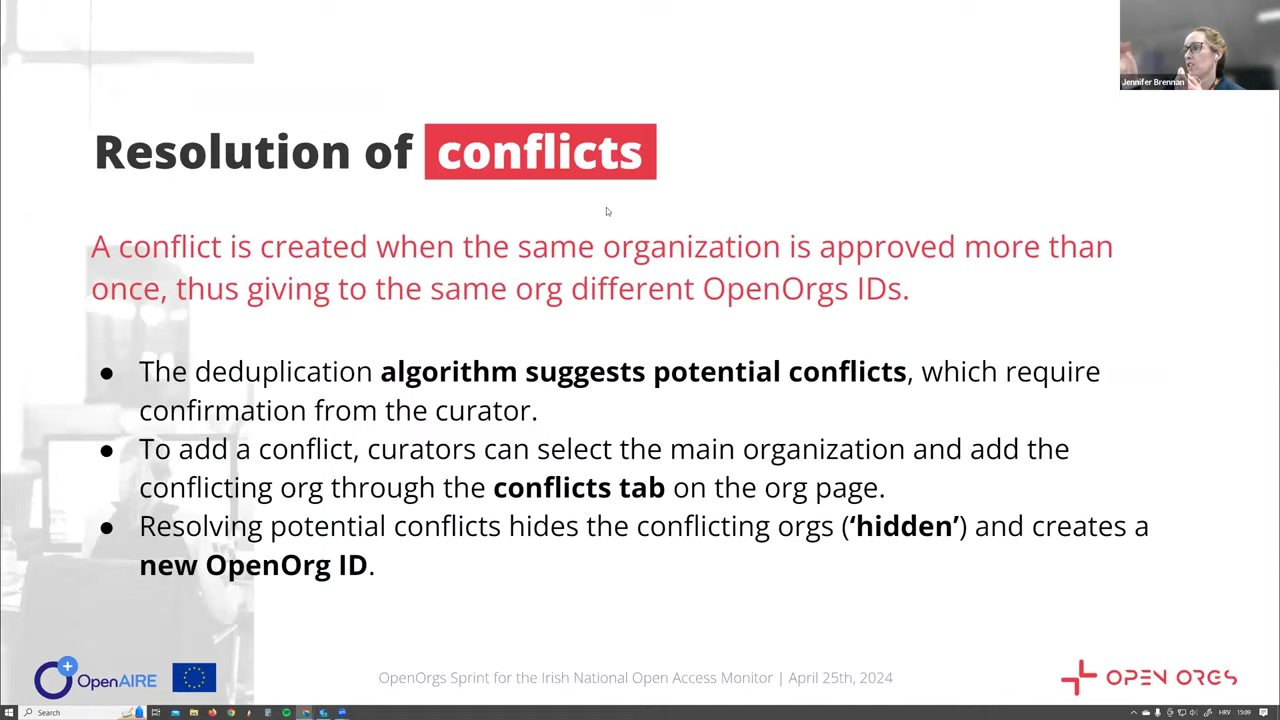 Jennifer Brennan
Resolution of conflicts
A conflict is created when the same organization is approved more than
once, thus giving to the same org different OpenOrgs IDs.
● The deduplication algorithm suggests potential conflicts, which require
confirmation from the curator.
● To add a conflict, curators can select the main organization and add the
conflicting org through the conflicts tab on the org page.
● Resolving potential conflicts hides the conflicting orgs (‘hidden’) and creates a
new OpenOrg ID.
OpenAIRE
OpenOrgs Sprint for the Irish National Open Access Monitor | April 25th, 2024
OPEN ORGS
Search
HRV
15:09